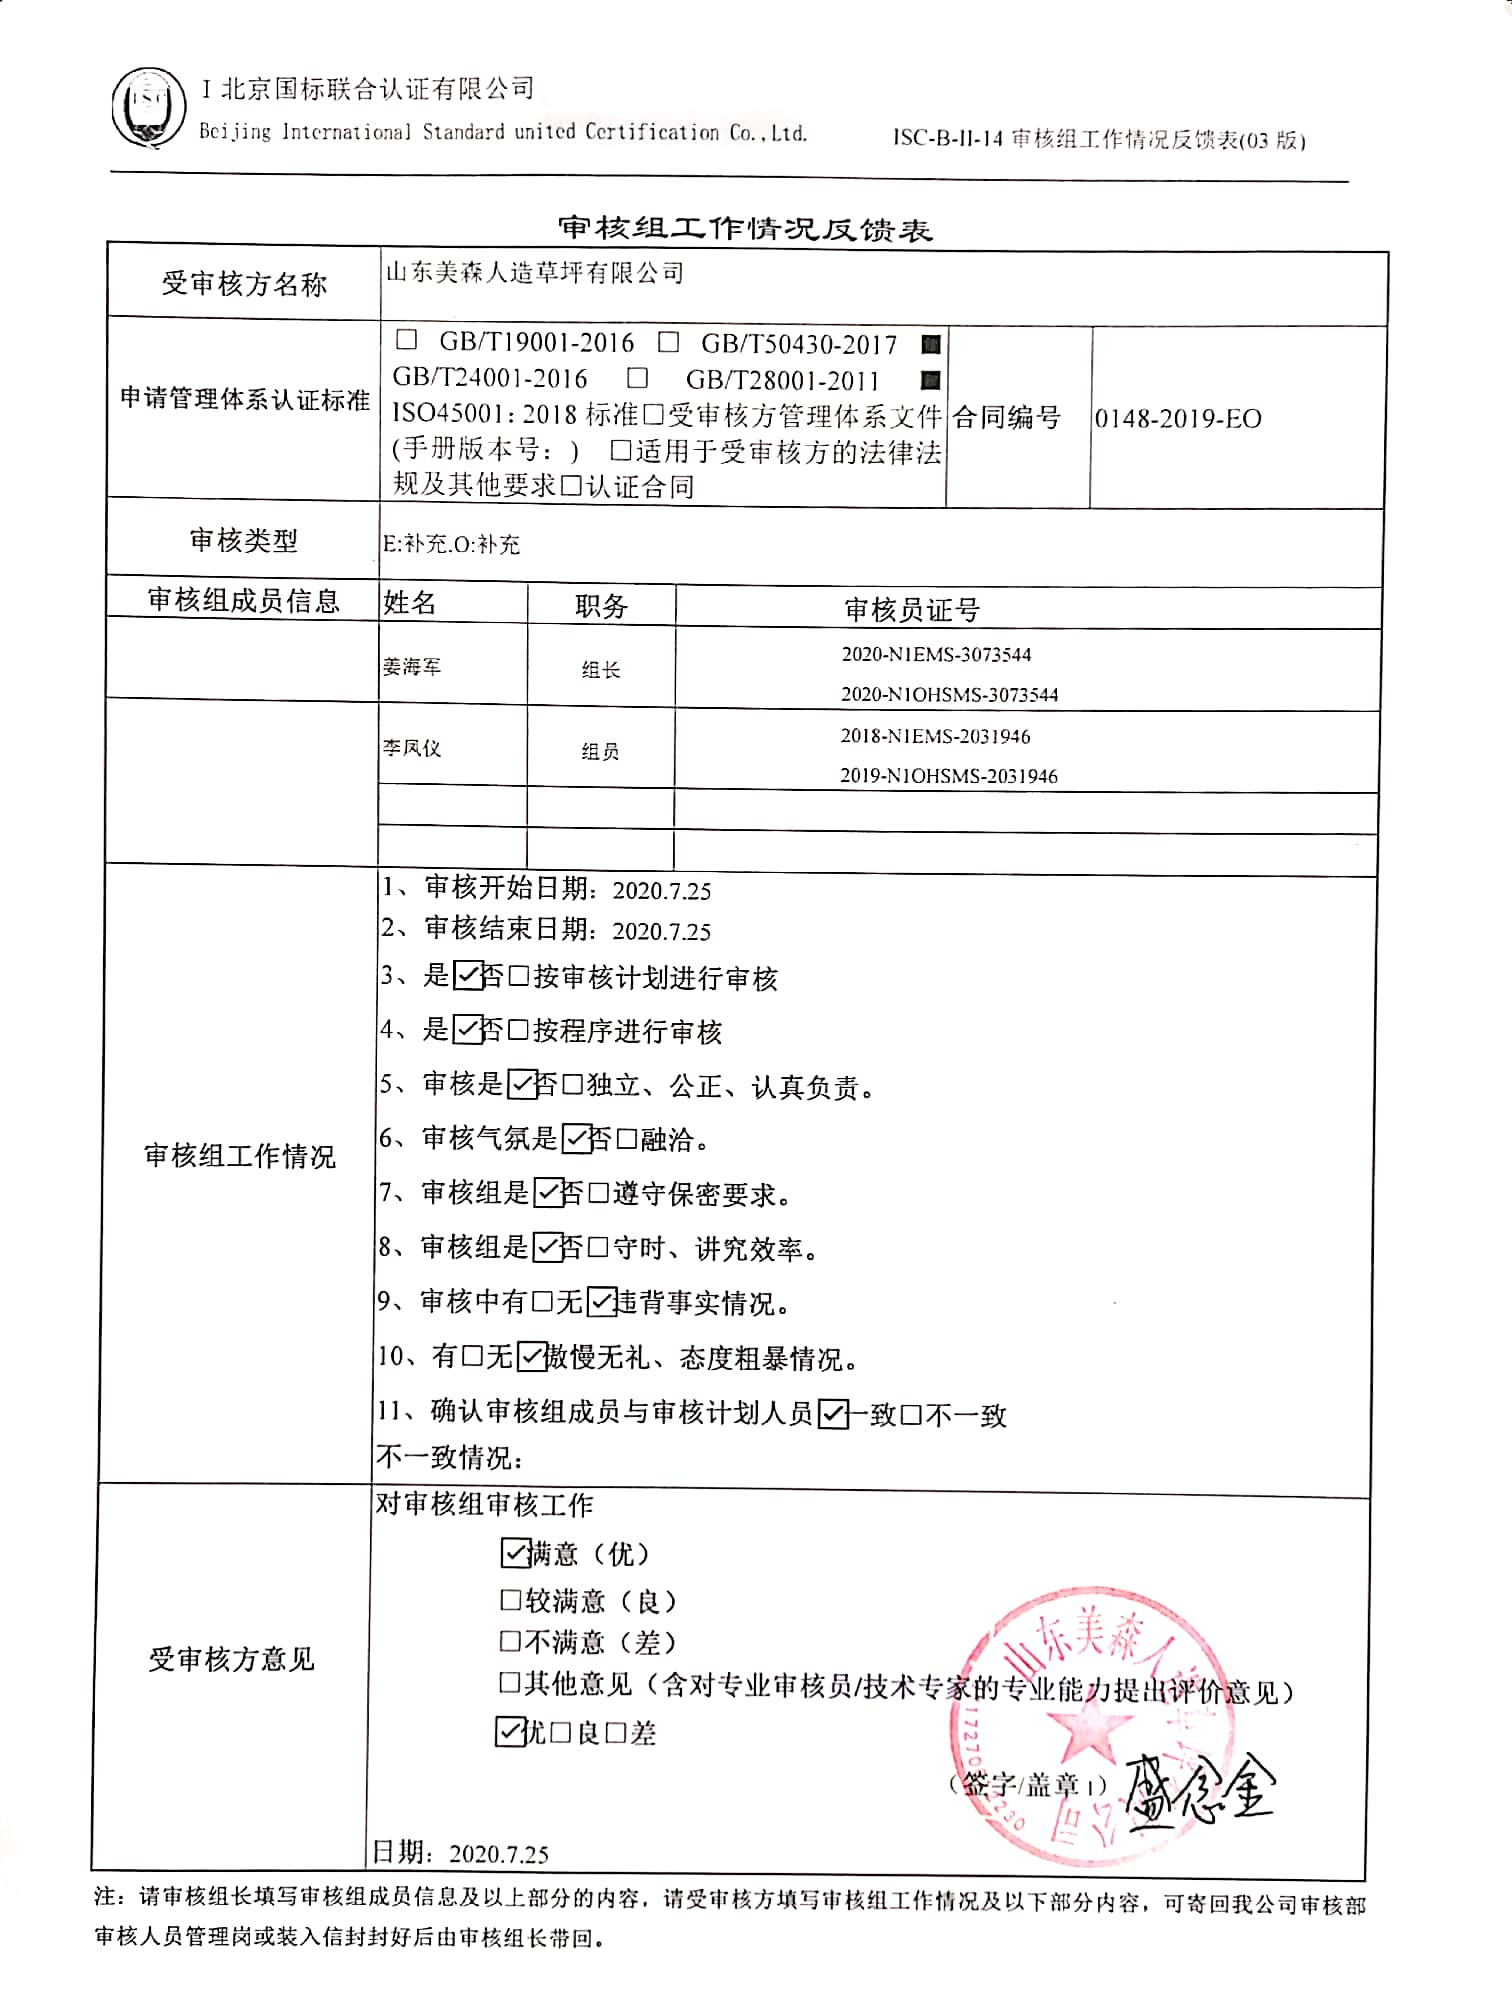 I 北京国标联合认证有限公司
Beijing International Standard united Certification Co.,Ltd.
ISC-B-II-14 审核组工作情况反馈表(03 版)
审核组工作情况反馈表
受审核方名称
山东美森人造草坪有限公司
申请管理体系认证标准
□ GB/T19001-2016 □ GB/T50430-2017 ■
GB/T24001-2016 □ GB/T28001-2011 ■
ISO45001: 2018 标准□受审核方管理体系文件
(手册版本号: ) □适用于受审核方的法律法
规及其他要求□认证合同
合同编号
0148-2019-EO
审核类型
E:补充.O:补充
审核组成员信息 姓名 职务 审核员证号
姜海军 组长 2020-N1EMS-3073544
2020-N1OHSMS-3073544
李凤仪 组员 2018-N1EMS-2031946
2019-N1OHSMS-2031946
审核组工作情况
1、审核开始日期: 2020.7.25
2、审核结束日期: 2020.7.25
3、是☑否□按审核计划进行审核
4、是☑否□按程序进行审核
5、审核是☑否□独立、公正、认真负责。
6、审核气氛是☑否□融洽。
7、审核组是☑否□遵守保密要求。
8、审核组是☑否□守时、讲究效率。
9、审核中有□无☑违背事实情况。
10、有□无☑傲慢无礼、态度粗暴情况。
11、确认审核组成员与审核计划人员☑一致□不一致
不一致情况:
受审核方意见
对审核组审核工作
☑满意（优）
□较满意（良）
□不满意（差）
□其他意见（含对专业审核员/技术专家的专业能力提出评价意见）
☑优□良□差
（签字/盖章）盛念金
山东美森人造草坪有限公司
日期: 2020.7.25
注: 请审核组长填写审核组成员信息及以上部分的内容，请受审核方填写审核组工作情况及以下部分内容，可寄回我公司审核部
审核人员管理岗或装入信封封好后由审核组长带回。